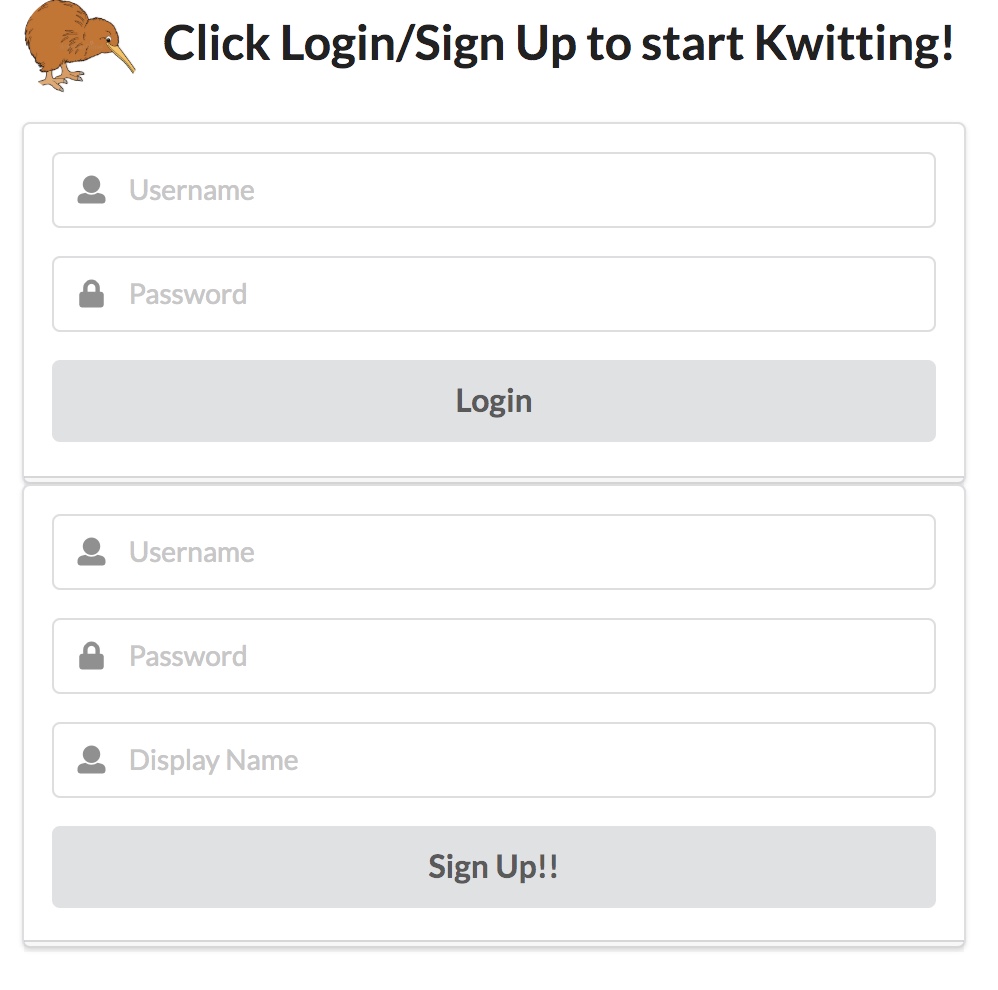 Click Login/Sign Up to start Kwitting!
Username
Password
Login
Username
Password
Display Name
Sign Up!!